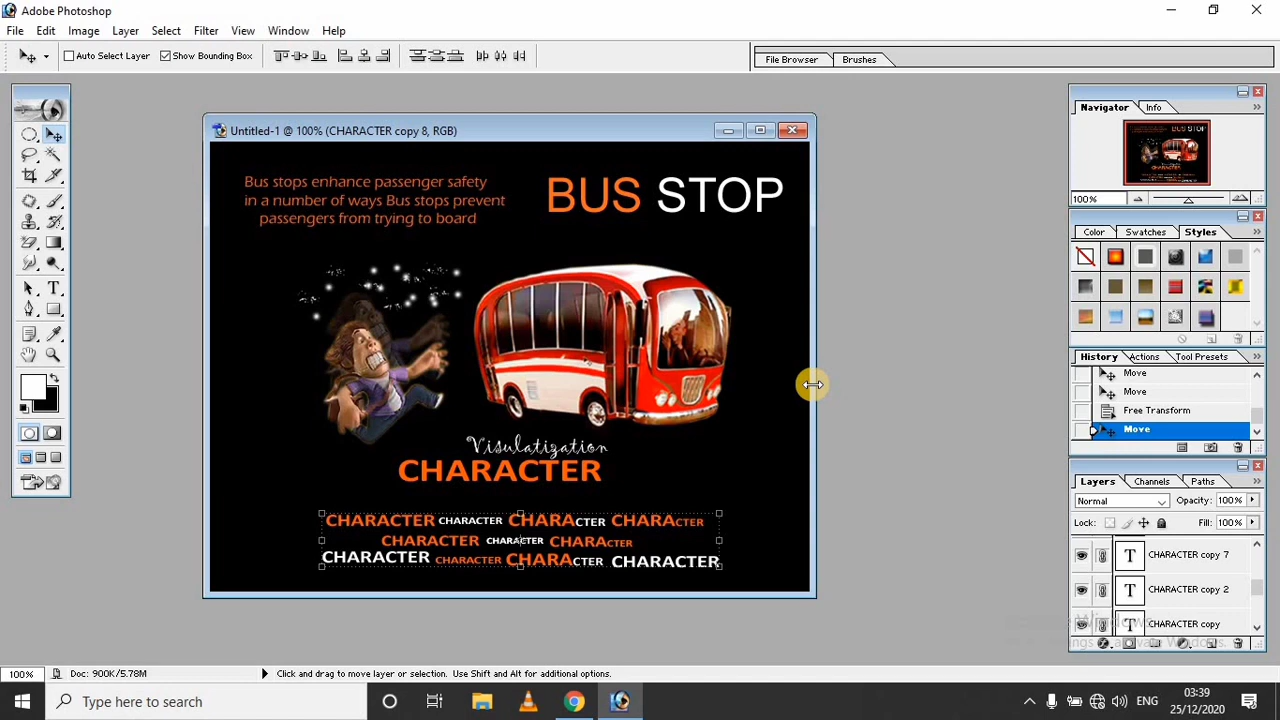 Adobe Photoshop
File Edit Image Layer Select Filter View Window Help
Auto Select Layer Show Bounding Box
File Browser Brushes
Untitled-1 @ 100% (CHARACTER copy 8, RGB)
Bus stops enhance passenger safety
in a number of ways Bus stops prevent
passengers from trying to board
BUS STOP
Visulatization
CHARACTER
CHARACTER CHARACTER CHARACTER CHARACTER
CHARACTER CHARACTER CHARACTER
CHARACTER CHARACTER CHARACTER CHARACTER
Navigator Info
100%
Color Swatches Styles
History Actions Tool Presets
Move
Move
Free Transform
Move
Layers Channels Paths
Normal Opacity: 100%
Lock: Fill: 100%
T CHARACTER copy 7
T CHARACTER copy 2
T CHARACTER copy
100% Doc: 900K/5.78M Click and drag to move layer or selection. Use Shift and Alt for additional options.
Type here to search
ENG
03:39
25/12/2020